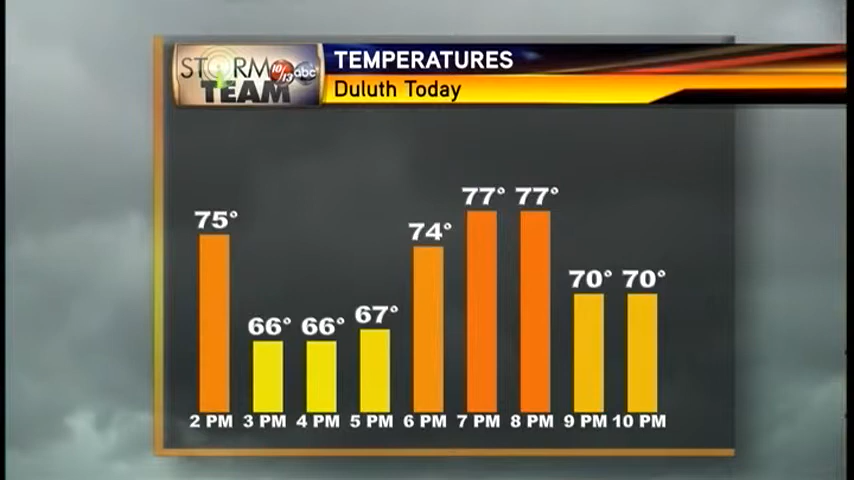 STORM
TEAM
10/13
abc
TEMPERATURES
Duluth Today
75° 66° 66° 67° 74° 77° 77° 70° 70°
2 PM 3 PM 4 PM 5 PM 6 PM 7 PM 8 PM 9 PM 10 PM